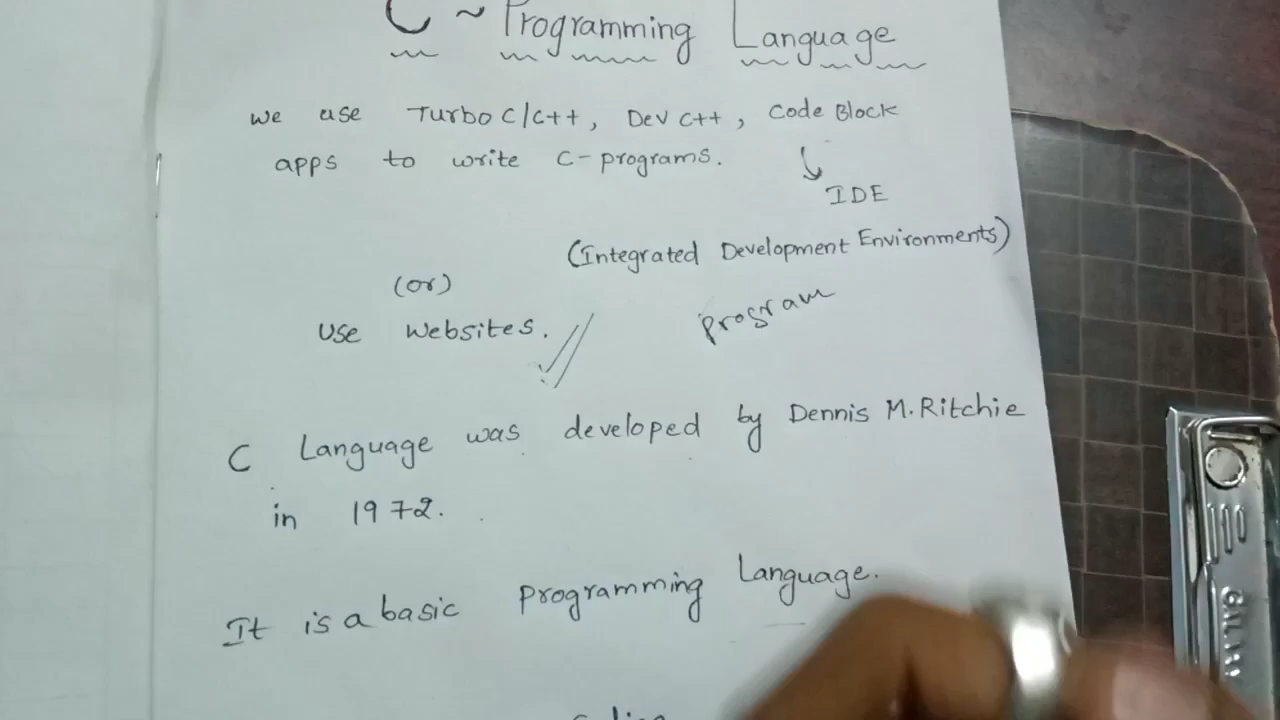 C ~ Programming Language
We use Turbo C/C++, Dev C++, Code Block
apps to write C-programs.
IDE
(Integrated Development Environments)
(or)
Use Websites.
program
C Language was developed by Dennis M.Ritchie
in 1972.
It is a basic programming Language.